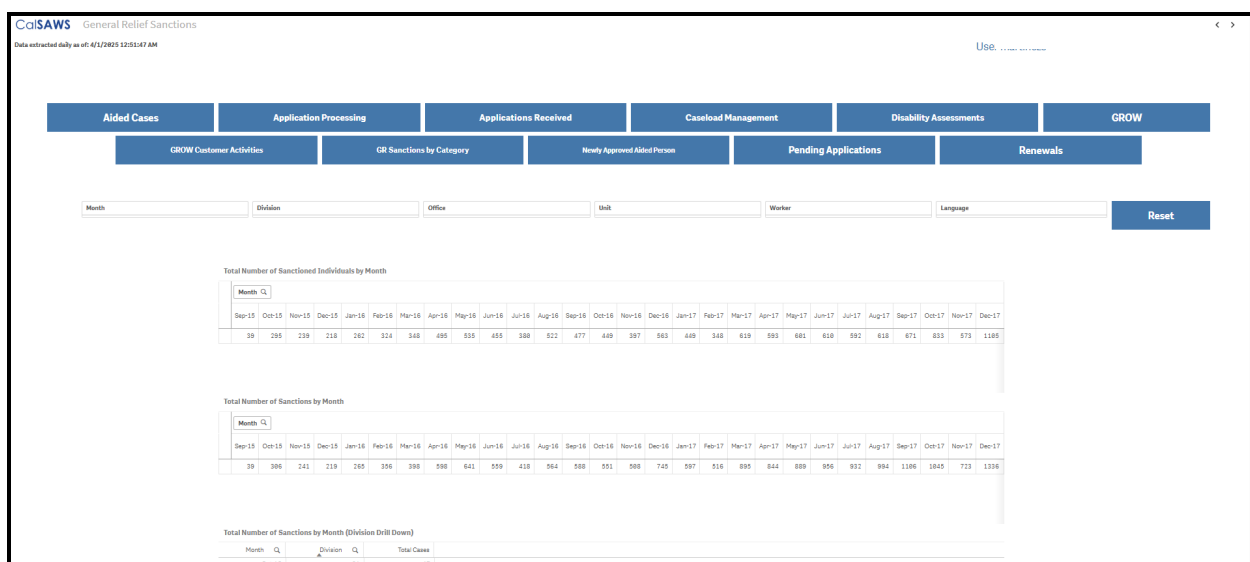 CalSAWS General Relief Sanctions
Data extracted daily as of: 4/1/2025 12:51:47 AM
Use.
Aided Cases Application Processing Applications Received Caseload Management Disability Assessments GROW
GROW Customer Activities GR Sanctions by Category Newly Approved Aided Person Pending Applications Renewals
Month Division Office Unit Worker Language Reset
Total Number of Sanctioned Individuals by Month
Month
Sep-15 Oct-15 Nov-15 Dec-15 Jan-16 Feb-16 Mar-16 Apr-16 May-16 Jun-16 Jul-16 Aug-16 Sep-16 Oct-16 Nov-16 Dec-16 Jan-17 Feb-17 Mar-17 Apr-17 May-17 Jun-17 Jul-17 Aug-17 Sep-17 Oct-17 Nov-17 Dec-17
39 295 239 218 262 324 348 495 535 455 380 522 477 449 397 563 449 348 619 593 601 610 592 618 671 833 573 1105
Total Number of Sanctions by Month
Month
Sep-15 Oct-15 Nov-15 Dec-15 Jan-16 Feb-16 Mar-16 Apr-16 May-16 Jun-16 Jul-16 Aug-16 Sep-16 Oct-16 Nov-16 Dec-16 Jan-17 Feb-17 Mar-17 Apr-17 May-17 Jun-17 Jul-17 Aug-17 Sep-17 Oct-17 Nov-17 Dec-17
39 306 241 219 265 356 398 598 641 559 418 564 588 551 508 745 597 516 895 844 889 956 932 994 1106 1045 723 1336
Total Number of Sanctions by Month (Division Drill Down)
Month Division Total Cases